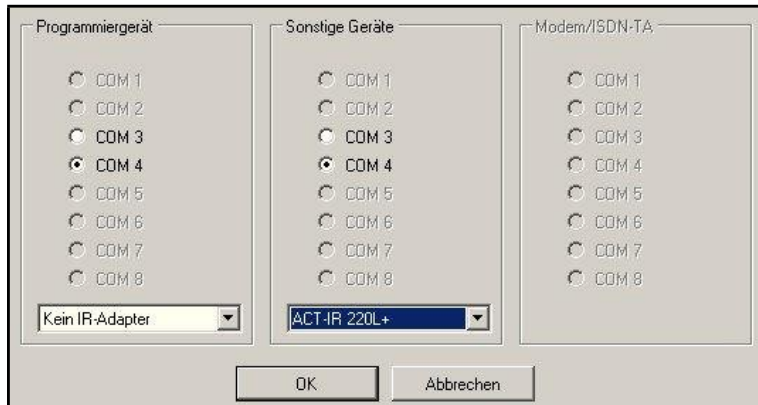 Programmiergerät
COM 1
COM 2
COM 3
COM 4
COM 5
COM 6
COM 7
COM 8
Kein IR-Adapter
Sonstige Geräte
COM 1
COM 2
COM 3
COM 4
COM 5
COM 6
COM 7
COM 8
ACT-IR 220L+
Modem/ISDN-TA
COM 1
COM 2
COM 3
COM 4
COM 5
COM 6
COM 7
COM 8
OK
Abbrechen